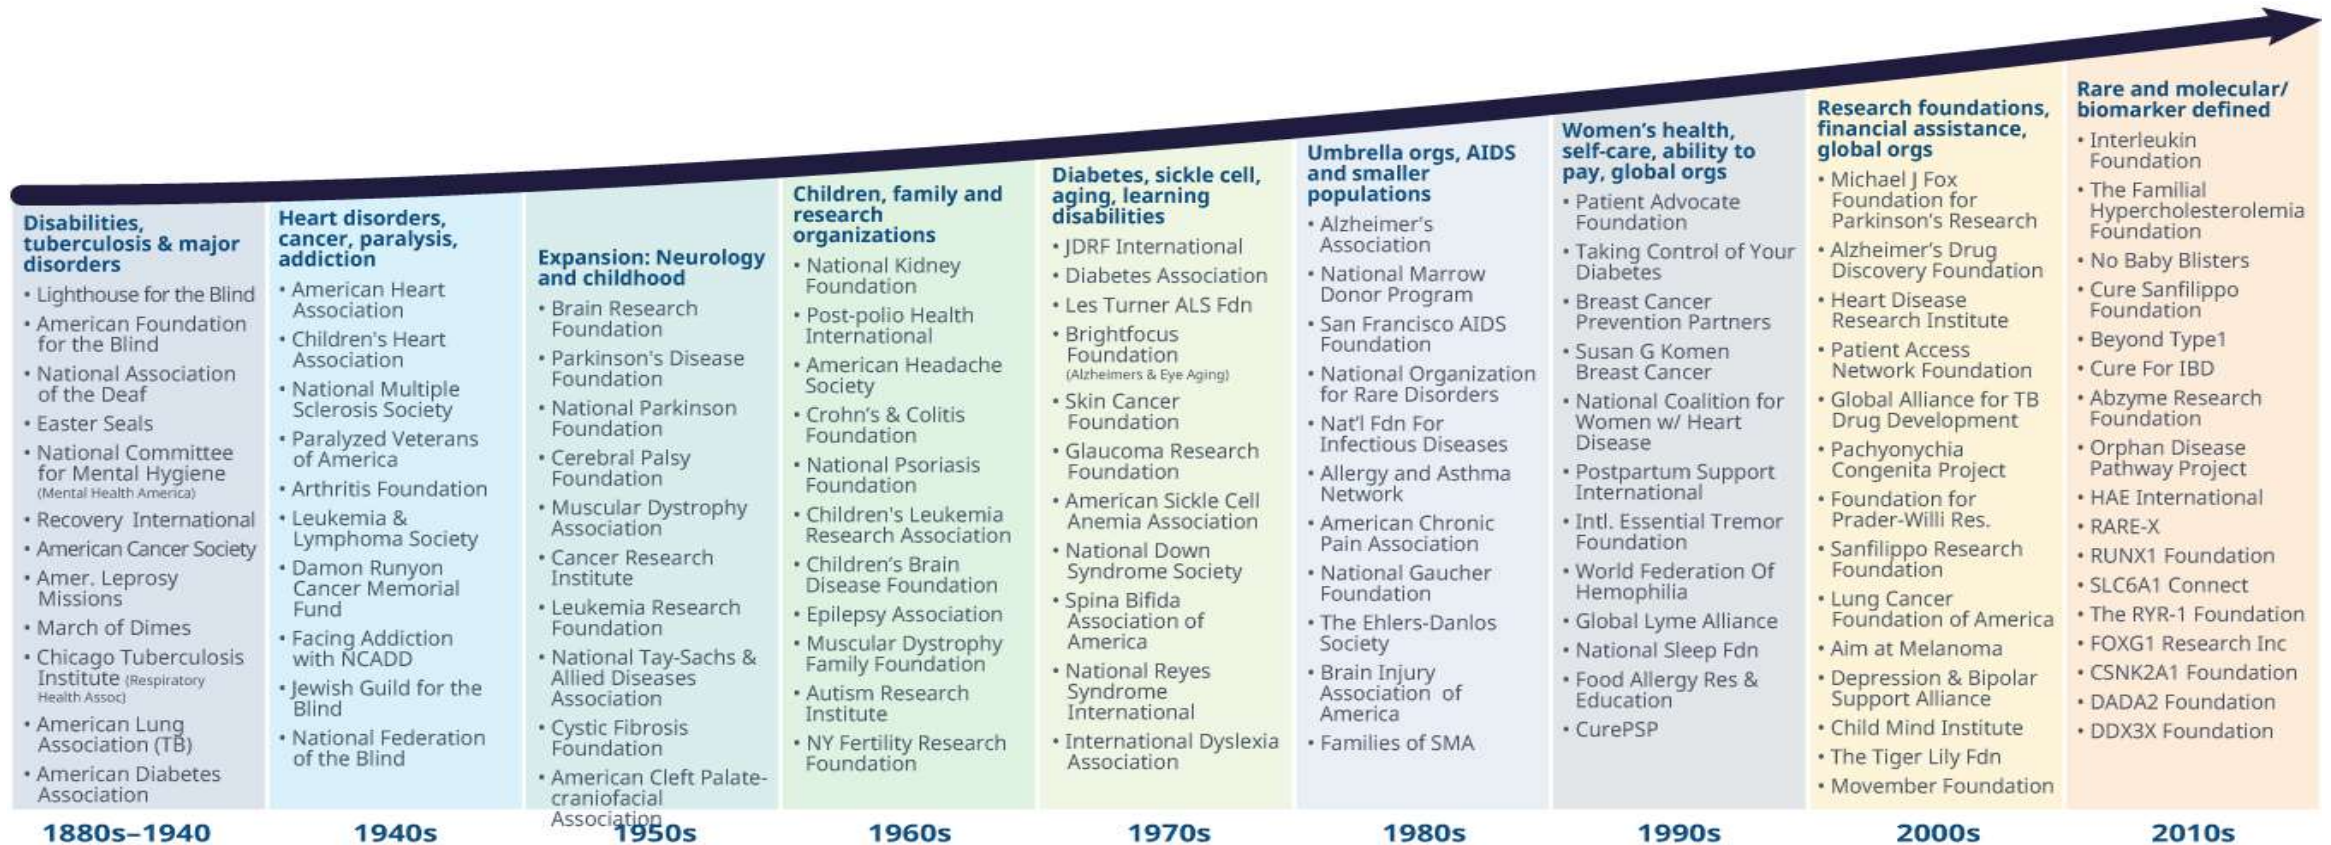 Disabilities,
tuberculosis & major
disorders
• Lighthouse for the Blind
• American Foundation
for the Blind
• National Association
of the Deaf
• Easter Seals
• National Committee
for Mental Hygiene
(Mental Health America)
• Recovery International
• American Cancer Society
• Amer. Leprosy
Missions
• March of Dimes
• Chicago Tuberculosis
Institute (Respiratory
Health Assoc)
• American Lung
Association (TB)
• American Diabetes
Association
1880s–1940
Heart disorders,
cancer, paralysis,
addiction
• American Heart
Association
• Children's Heart
Association
• National Multiple
Sclerosis Society
• Paralyzed Veterans
of America
• Arthritis Foundation
• Leukemia &
Lymphoma Society
• Damon Runyon
Cancer Memorial
Fund
• Facing Addiction
with NCADD
• Jewish Guild for the
Blind
• National Federation
of the Blind
1940s
Expansion: Neurology
and childhood
• Brain Research
Foundation
• Parkinson's Disease
Foundation
• National Parkinson
Foundation
• Cerebral Palsy
Foundation
• Muscular Dystrophy
Association
• Cancer Research
Institute
• Leukemia Research
Foundation
• National Tay-Sachs &
Allied Diseases
Association
• Cystic Fibrosis
Foundation
• American Cleft Palate-
craniofacial
Association
1950s
Children, family and
research
organizations
• National Kidney
Foundation
• Post-polio Health
International
• American Headache
Society
• Crohn’s & Colitis
Foundation
• National Psoriasis
Foundation
• Children's Leukemia
Research Association
• Children’s Brain
Disease Foundation
• Epilepsy Association
• Muscular Dystrophy
Family Foundation
• Autism Research
Institute
• NY Fertility Research
Foundation
1960s
Diabetes, sickle cell,
aging, learning
disabilities
• JDRF International
• Diabetes Association
• Les Turner ALS Fdn
• Brightfocus
Foundation
(Alzheimers & Eye Aging)
• Skin Cancer
Foundation
• Glaucoma Research
Foundation
• American Sickle Cell
Anemia Association
• National Down
Syndrome Society
• Spina Bifida
Association of
America
• National Reyes
Syndrome
International
• International Dyslexia
Association
1970s
Umbrella orgs, AIDS
and smaller
populations
• Alzheimer's
Association
• National Marrow
Donor Program
• San Francisco AIDS
Foundation
• National Organization
for Rare Disorders
• Nat’l Fdn For
Infectious Diseases
• Allergy and Asthma
Network
• American Chronic
Pain Association
• National Gaucher
Foundation
• The Ehlers-Danlos
Society
• Brain Injury
Association of
America
• Families of SMA
1980s
Women’s health,
self-care, ability to
pay, global orgs
• Patient Advocate
Foundation
• Taking Control of Your
Diabetes
• Breast Cancer
Prevention Partners
• Susan G Komen
Breast Cancer
• National Coalition for
Women w/ Heart
Disease
• Postpartum Support
International
• Intl. Essential Tremor
Foundation
• World Federation Of
Hemophilia
• Global Lyme Alliance
• National Sleep Fdn
• Food Allergy Res &
Education
• CurePSP
1990s
Research foundations,
financial assistance,
global orgs
• Michael J Fox
Foundation for
Parkinson’s Research
• Alzheimer’s Drug
Discovery Foundation
• Heart Disease
Research Institute
• Patient Access
Network Foundation
• Global Alliance for TB
Drug Development
• Pachyonychia
Congenita Project
• Foundation for
Prader-Willi Res.
• Sanfilippo Research
Foundation
• Lung Cancer
Foundation of America
• Aim at Melanoma
• Depression & Bipolar
Support Alliance
• Child Mind Institute
• The Tiger Lily Fdn
• Movember Foundation
2000s
Rare and molecular/
biomarker defined
• Interleukin
Foundation
• The Familial
Hypercholesterolemia
Foundation
• No Baby Blisters
• Cure Sanfilippo
Foundation
• Beyond Type1
• Cure For IBD
• Abzyme Research
Foundation
• Orphan Disease
Pathway Project
• HAE International
• RARE-X
• RUNX1 Foundation
• SLC6A1 Connect
• The RYR-1 Foundation
• FOXG1 Research Inc
• CSNK2A1 Foundation
• DADA2 Foundation
• DDX3X Foundation
2010s